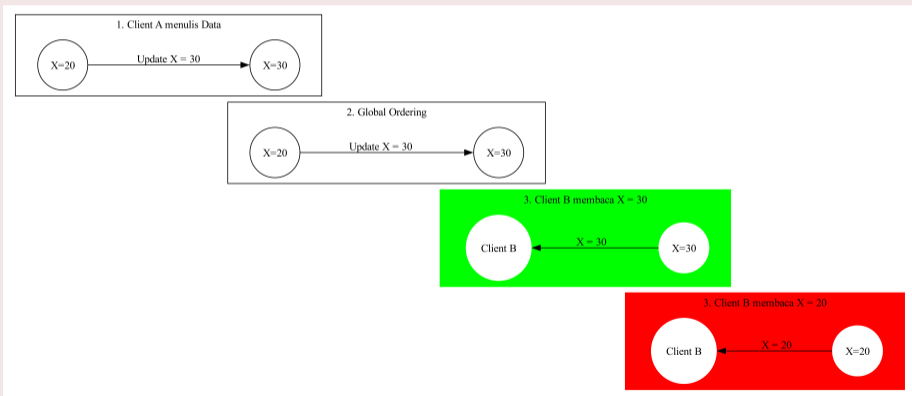 1. Client A menulis Data
X=20
Update X = 30
X=30
2. Global Ordering
X=20
Update X = 30
X=30
3. Client B membaca X = 30
Client B
X = 30
X=30
3. Client B membaca X = 20
Client B
X = 20
X=20